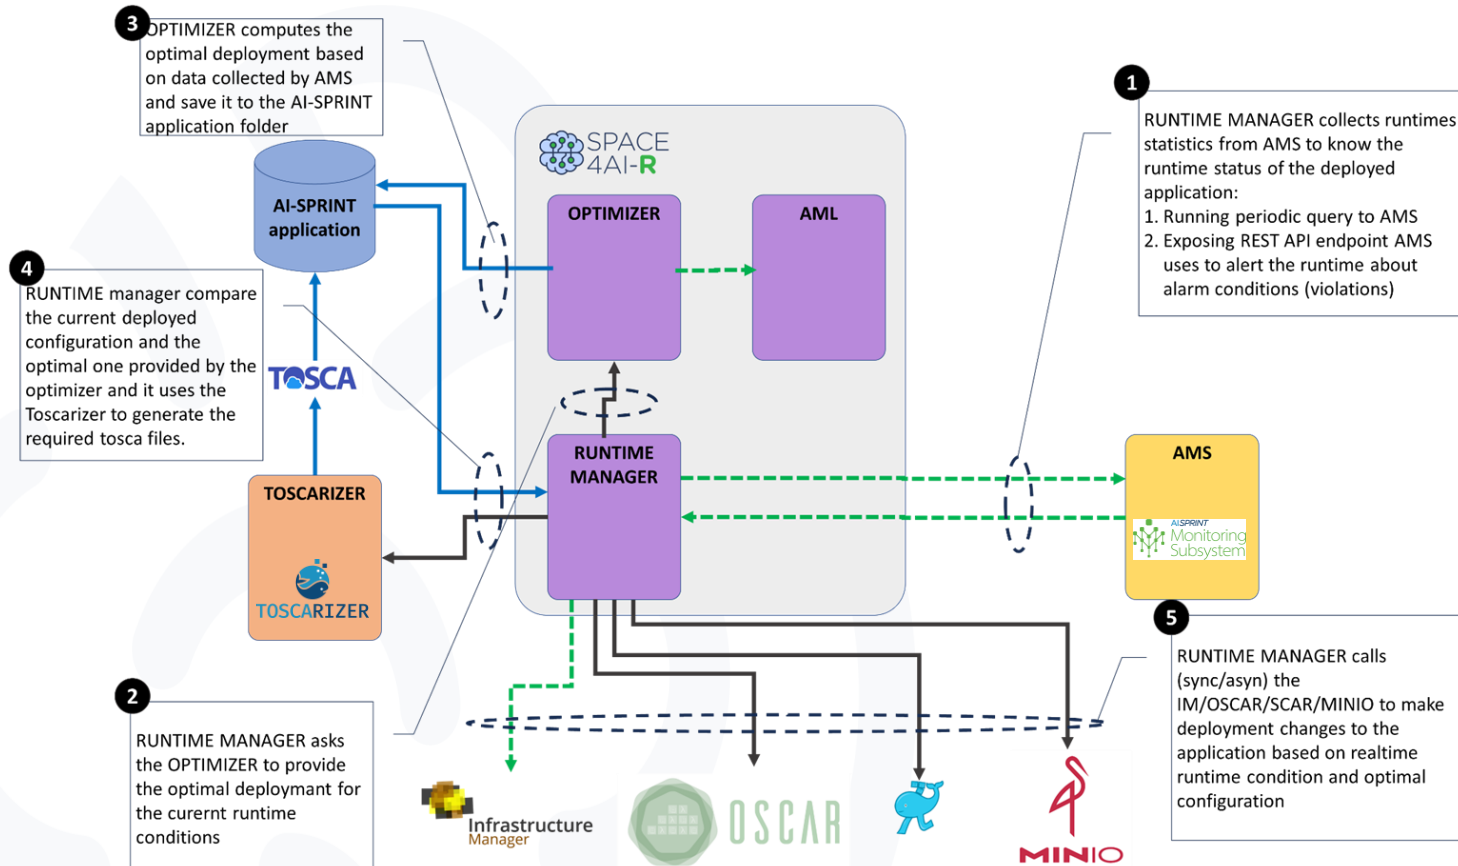 3
OPTIMIZER computes the
optimal deployment based
on data collected by AMS
and save it to the AI-SPRINT
application folder
1
RUNTIME MANAGER collects runtimes
statistics from AMS to know the
runtime status of the deployed
application:
1. Running periodic query to AMS
2. Exposing REST API endpoint AMS
uses to alert the runtime about
alarm conditions (violations)
SPACE
4AI-R
AI-SPRINT
application
OPTIMIZER
AML
4
RUNTIME manager compare
the current deployed
configuration and the
optimal one provided by the
optimizer and it uses the
Toscarizer to generate the
required tosca files.
TOSCA
RUNTIME
MANAGER
AMS
AISPRINT
Monitoring
Subsystem
TOSCARIZER
TOSCARIZER
5
RUNTIME MANAGER calls
(sync/asyn) the
IM/OSCAR/SCAR/MINIO to make
deployment changes to the
application based on realtime
runtime condition and optimal
configuration
2
RUNTIME MANAGER asks
the OPTIMIZER to provide
the optimal deploymant for
the curernt runtime
conditions
Infrastructure
Manager
OSCAR
MINIO